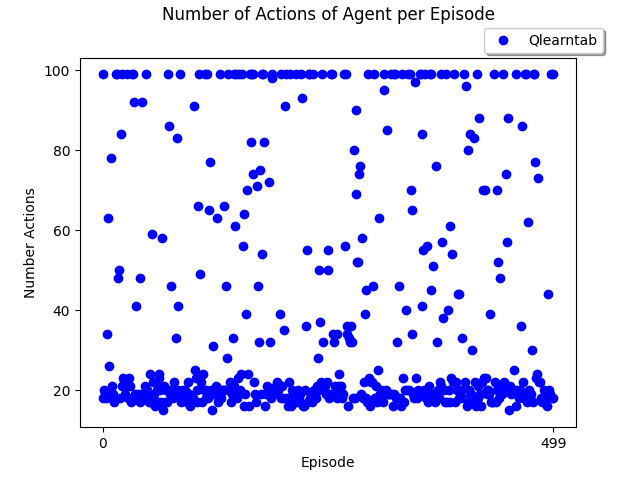 Number of Actions of Agent per Episode
Qlearntab
100
80
60
40
20
Number Actions
0
499
Episode